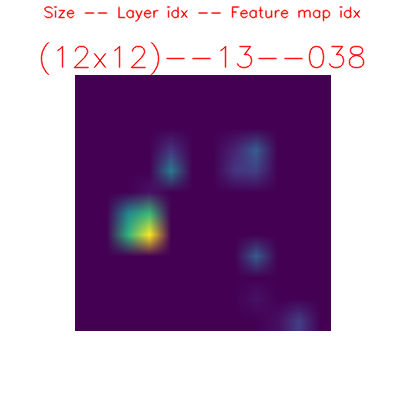 Size -- Layer idx -- Feature map idx
(12x12)--13--038